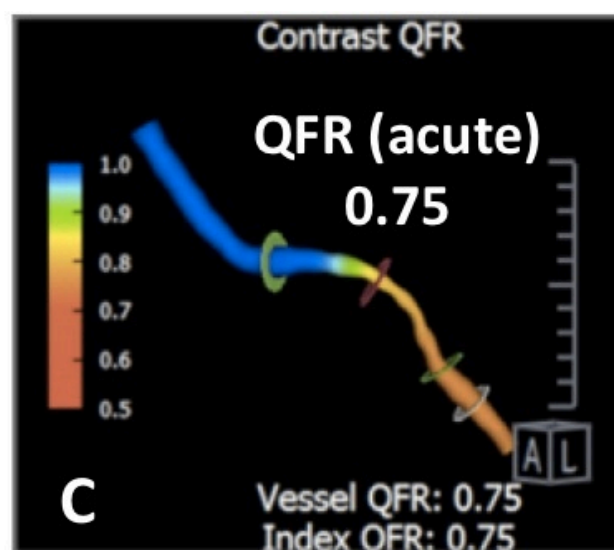 Contrast QFR
QFR (acute)
0.75
1.0
0.9
0.8
0.7
0.6
0.5
A L
C
Vessel QFR: 0.75
Index QFR: 0.75